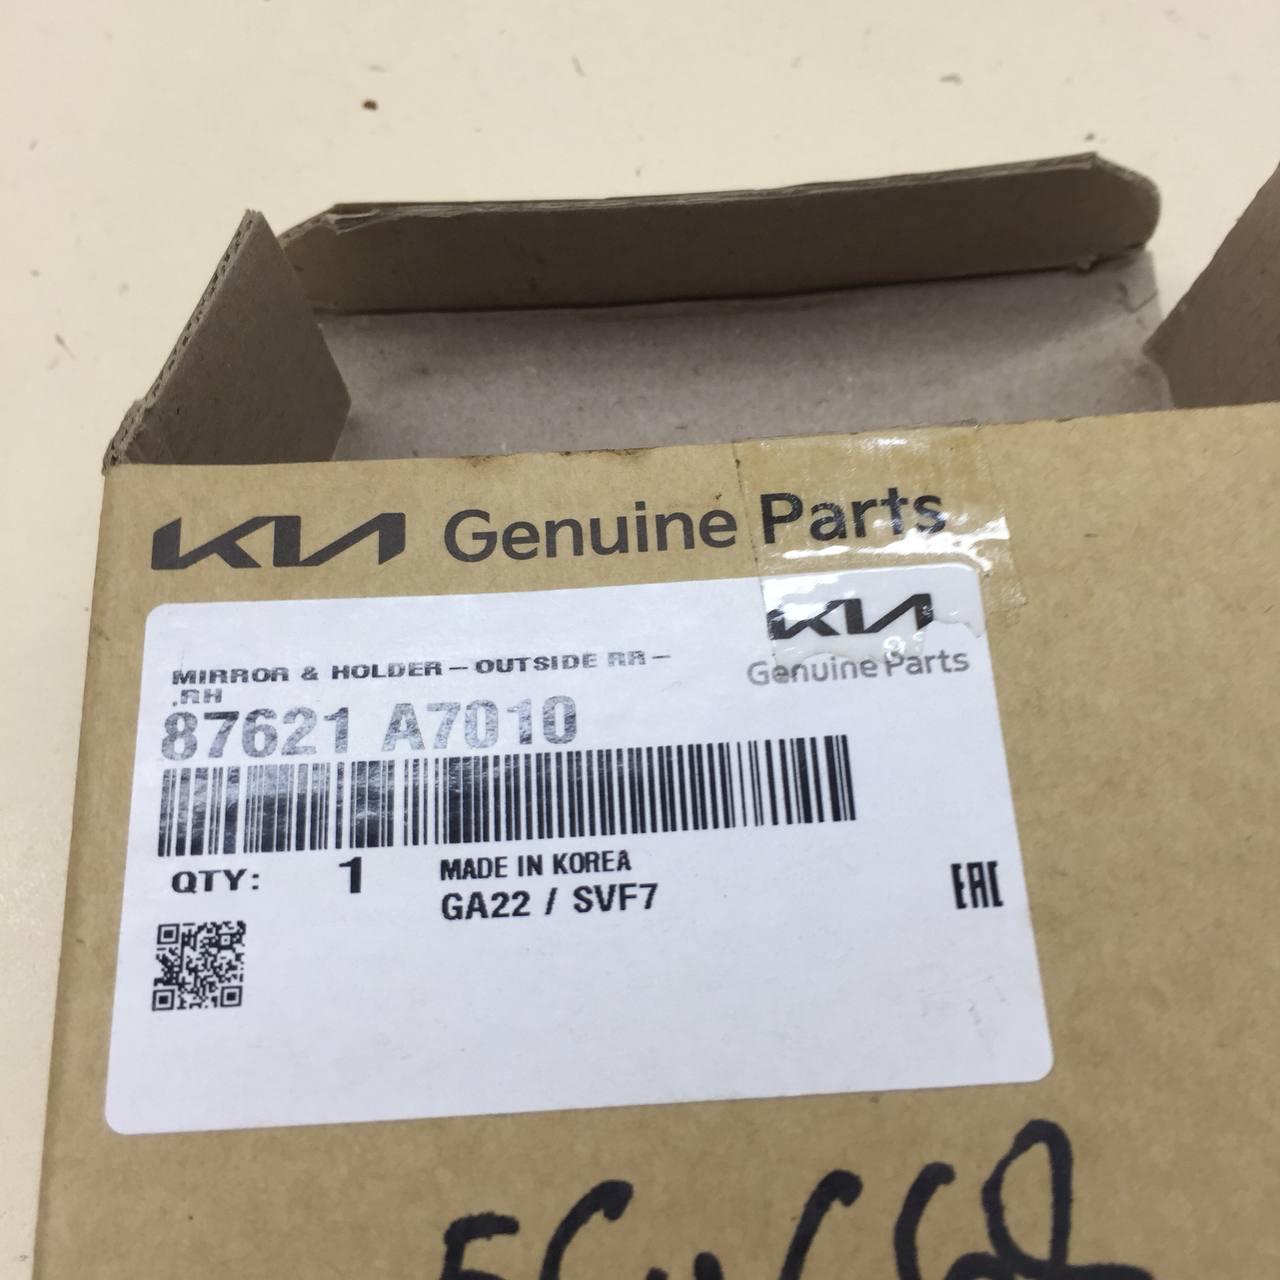 KIA Genuine Parts
KIA
Genuine Parts
MIRROR & HOLDER-OUTSIDE RR-
.RH
87621 A7010
QTY: 1
MADE IN KOREA
GA22 / SVF7
EAC